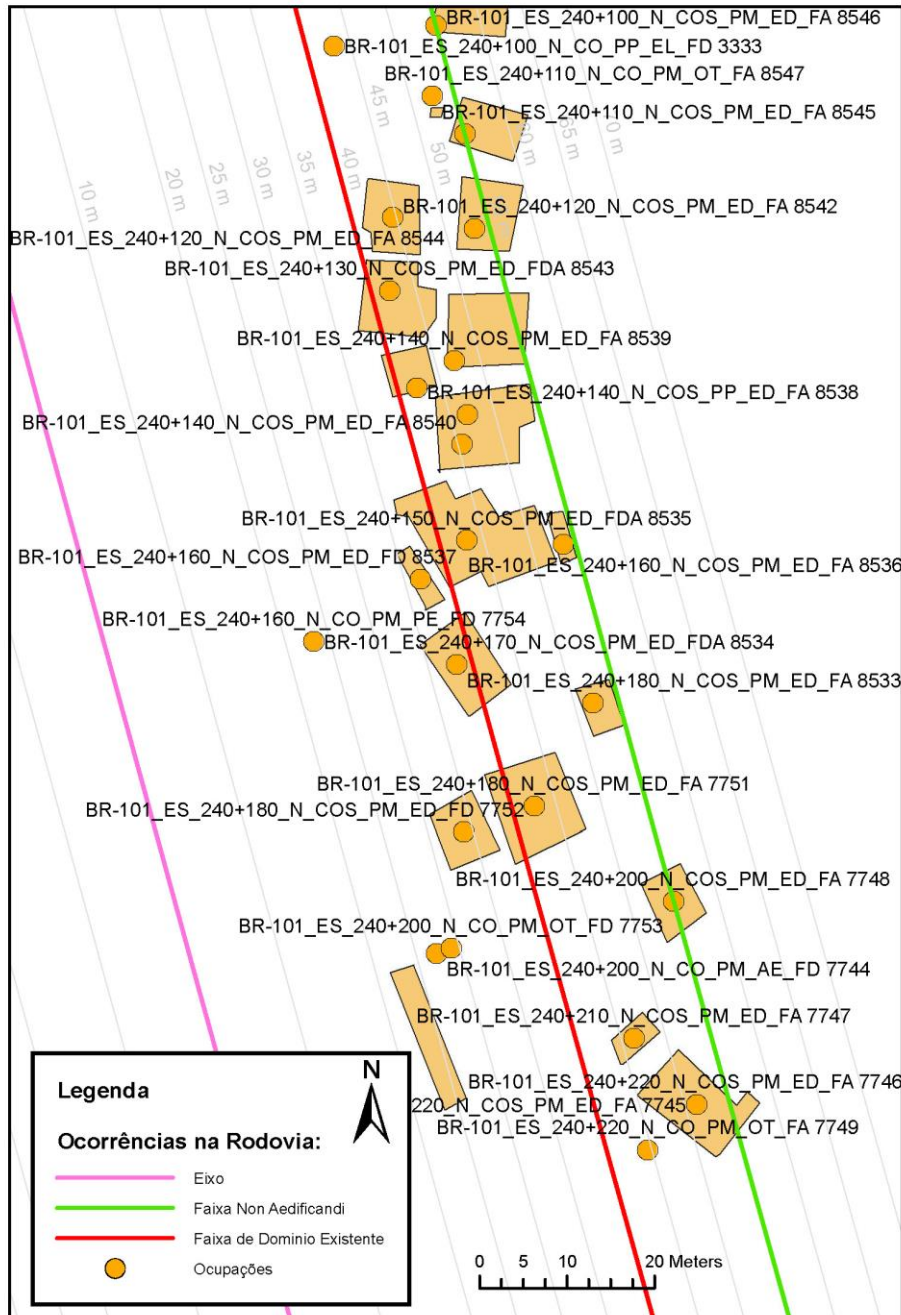 BR-101_ES_240+100_N_COS_PM_ED_FA 8546
BR-101_ES_240+100_N_CO_PP_EL_FD 3333
BR-101_ES_240+110_N_CO_PM_OT_FA 8547
BR-101_ES_240+110_N_COS_PM_ED_FA 8545
10 m
20 m
25 m
30 m
35 m
40 m
45 m
50 m
60 m
65 m
70 m
BR-101_ES_240+120_N_COS_PM_ED_FA 8542
BR-101_ES_240+120_N_COS_PM_ED_FA 8544
BR-101_ES_240+130_N_COS_PM_ED_FDA 8543
BR-101_ES_240+140_N_COS_PM_ED_FA 8539
BR-101_ES_240+140_N_COS_PP_ED_FA 8538
BR-101_ES_240+140_N_COS_PM_ED_FA 8540
BR-101_ES_240+150_N_COS_PM_ED_FDA 8535
BR-101_ES_240+160_N_COS_PM_ED_FD 8537
BR-101_ES_240+160_N_COS_PM_ED_FA 8536
BR-101_ES_240+160_N_CO_PM_PE_FD 7754
BR-101_ES_240+170_N_COS_PM_ED_FDA 8534
BR-101_ES_240+180_N_COS_PM_ED_FA 8533
BR-101_ES_240+180_N_COS_PM_ED_FA 7751
BR-101_ES_240+180_N_COS_PM_ED_FD 7752
BR-101_ES_240+200_N_COS_PM_ED_FA 7748
BR-101_ES_240+200_N_CO_PM_OT_FD 7753
BR-101_ES_240+200_N_CO_PM_AE_FD 7744
BR-101_ES_240+210_N_COS_PM_ED_FA 7747
BR-101_ES_240+220_N_COS_PM_ED_FA 7746
220_N_COS_PM_ED_FA 7745
BR-101_ES_240+220_N_CO_PM_OT_FA 7749
Legenda
N
Ocorrências na Rodovia:
Eixo
Faixa Non Aedificandi
Faixa de Dominio Existente
Ocupações
0 5 10 20 Meters